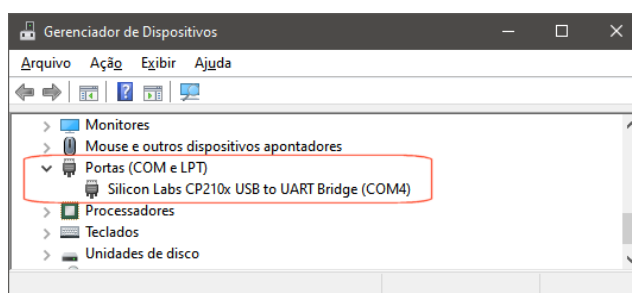 Gerenciador de Dispositivos
Arquivo Ação Exibir Ajuda
Monitores
Mouse e outros dispositivos apontadores
Portas (COM e LPT)
Silicon Labs CP210x USB to UART Bridge (COM4)
Processadores
Teclados
Unidades de disco